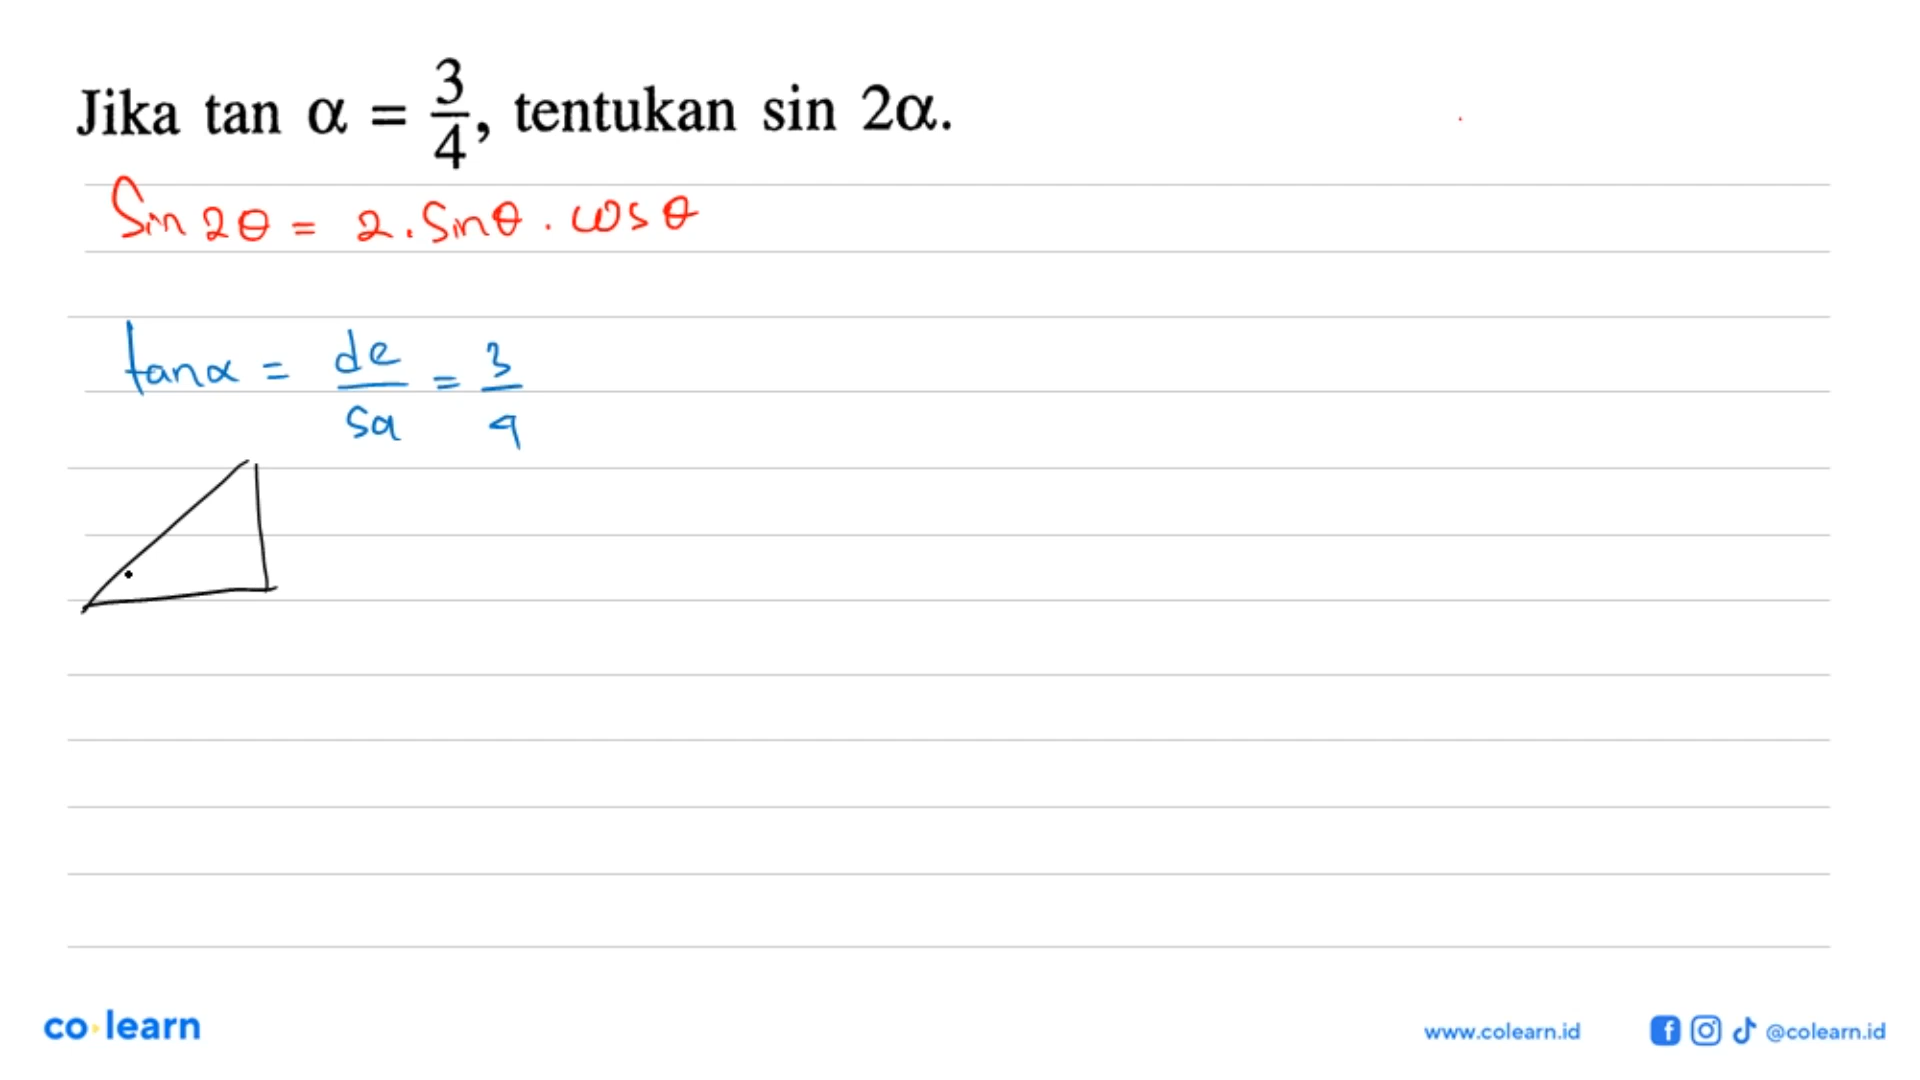 Jika tan α = 3/4, tentukan sin 2α.
Sin 2θ = 2 . Sinθ . cos θ
tan α = de/sa = 3/4
co learn
www.colearn.id
@colearn.id